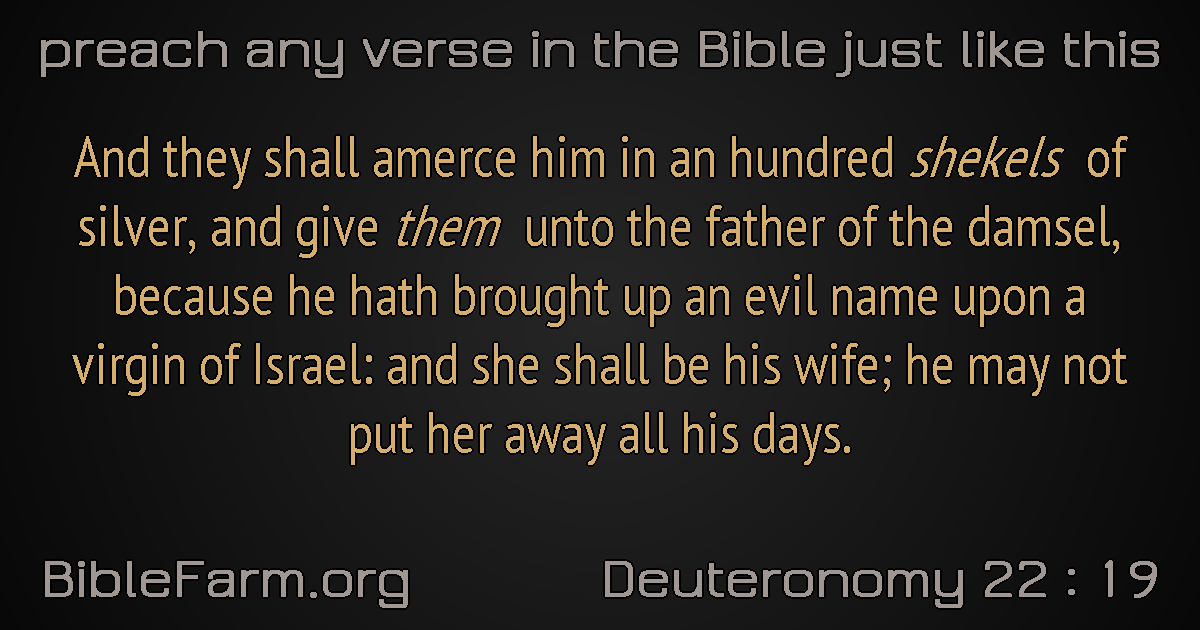 preach any verse in the Bible just like this
And they shall amerce him in an hundred shekels of
silver, and give them unto the father of the damsel,
because he hath brought up an evil name upon a
virgin of Israel: and she shall be his wife; he may not
put her away all his days.
BibleFarm.org
Deuteronomy 22 : 19